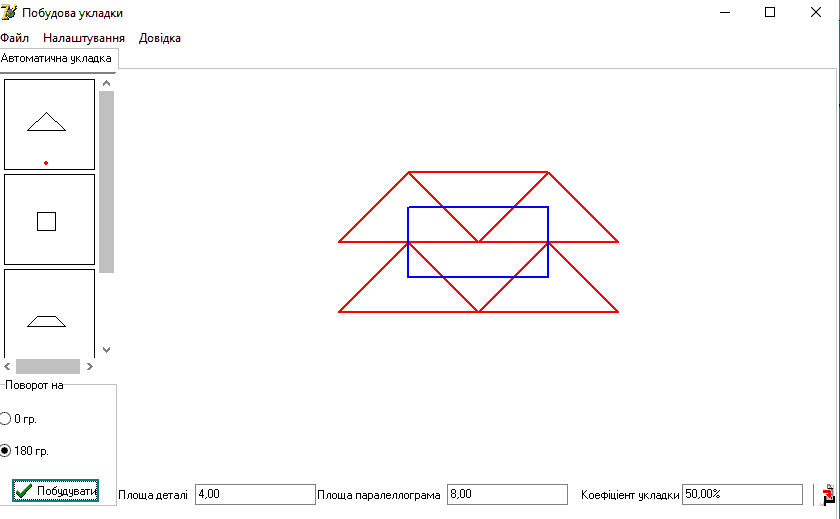 Побудова укладки
Файл Налаштування Довідка
Автоматична укладка
Поворот на
0 гр.
180 гр.
Побудувати
Площа деталі 4,00 Площа параллелограма 8,00 Коефіцієнт укладки 50,00%